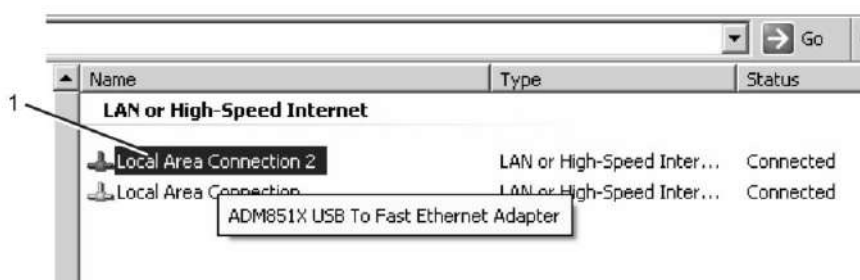 Go
Name Type Status
1
LAN or High-Speed Internet
Local Area Connection 2 LAN or High-Speed Inter... Connected
Local Area Connection LAN or High-Speed Inter... Connected
ADM851X USB To Fast Ethernet Adapter